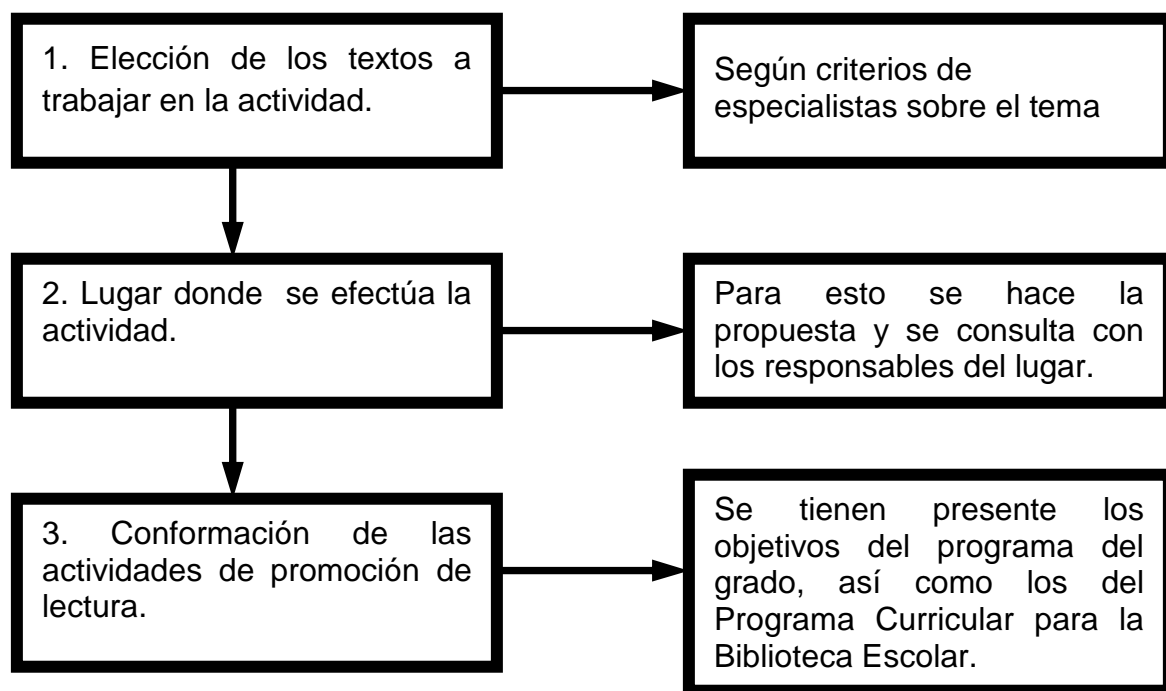 1. Elección de los textos a
trabajar en la actividad.
Según criterios de
especialistas sobre el tema
2. Lugar donde se efectúa la
actividad.
Para esto se hace la
propuesta y se consulta con
los responsables del lugar.
3. Conformación de las
actividades de promoción de
lectura.
Se tienen presente los
objetivos del programa del
grado, así como los del
Programa Curricular para la
Biblioteca Escolar.